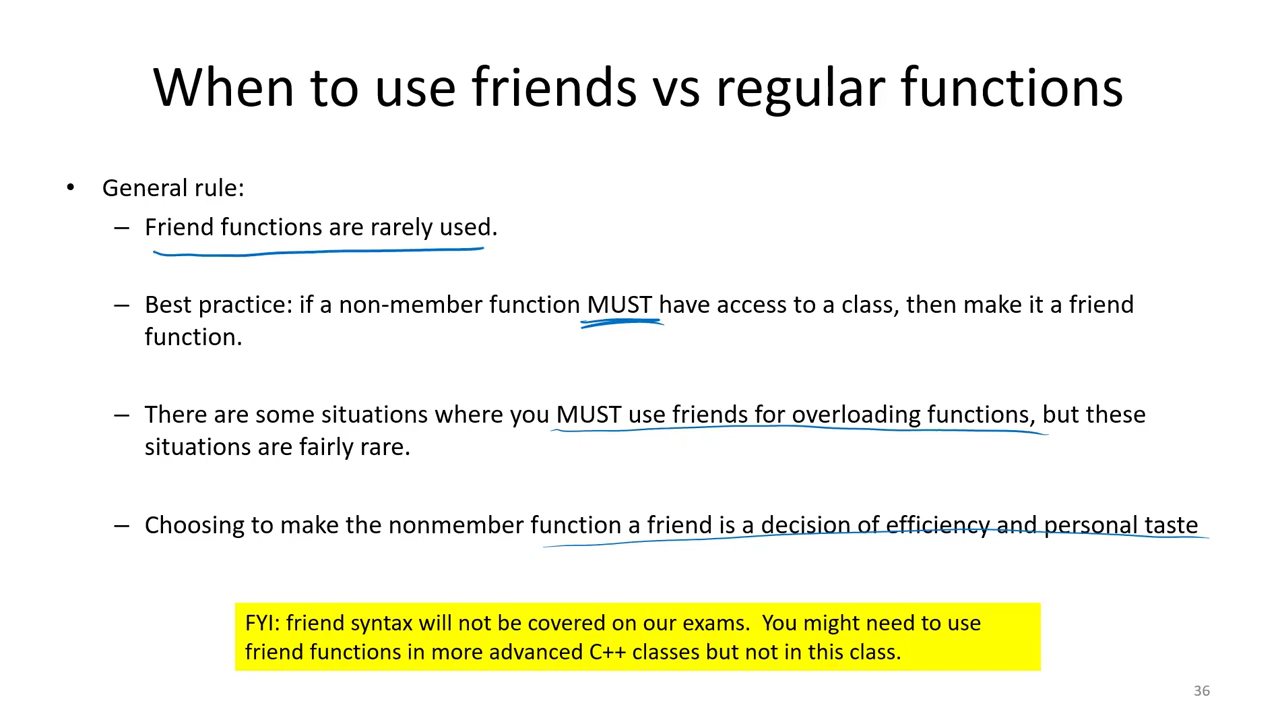 When to use friends vs regular functions
• General rule:
– Friend functions are rarely used.
– Best practice: if a non-member function MUST have access to a class, then make it a friend
function.
– There are some situations where you MUST use friends for overloading functions, but these
situations are fairly rare.
– Choosing to make the nonmember function a friend is a decision of efficiency and personal taste
FYI: friend syntax will not be covered on our exams.  You might need to use
friend functions in more advanced C++ classes but not in this class.
36